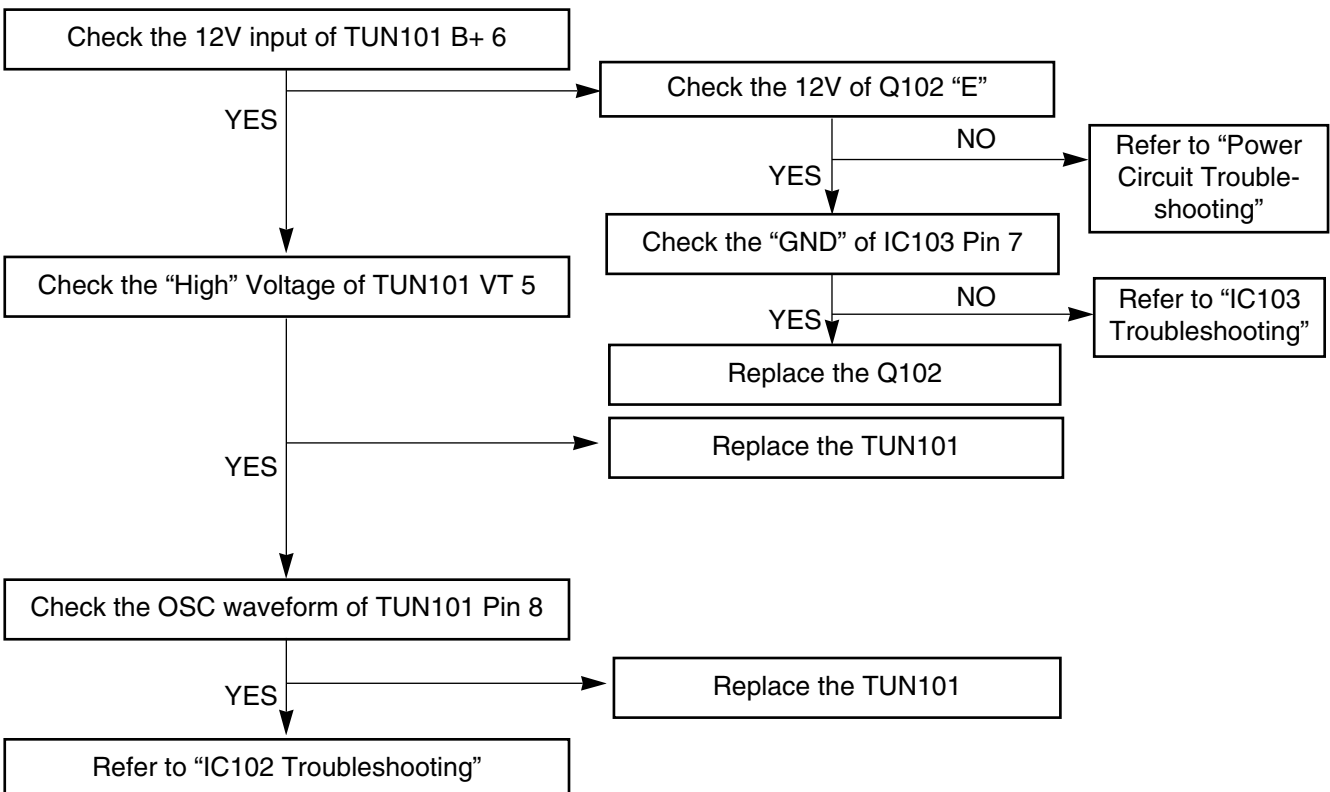 Check the 12V input of TUN101 B+ 6
YES
Check the 12V of Q102 “E”
NO
Refer to “Power
Circuit Trouble-
shooting”
YES
Check the “GND” of IC103 Pin 7
NO
Refer to “IC103
Troubleshooting”
YES
Replace the Q102
Check the “High” Voltage of TUN101 VT 5
YES
Replace the TUN101
Check the OSC waveform of TUN101 Pin 8
YES
Replace the TUN101
Refer to “IC102 Troubleshooting”